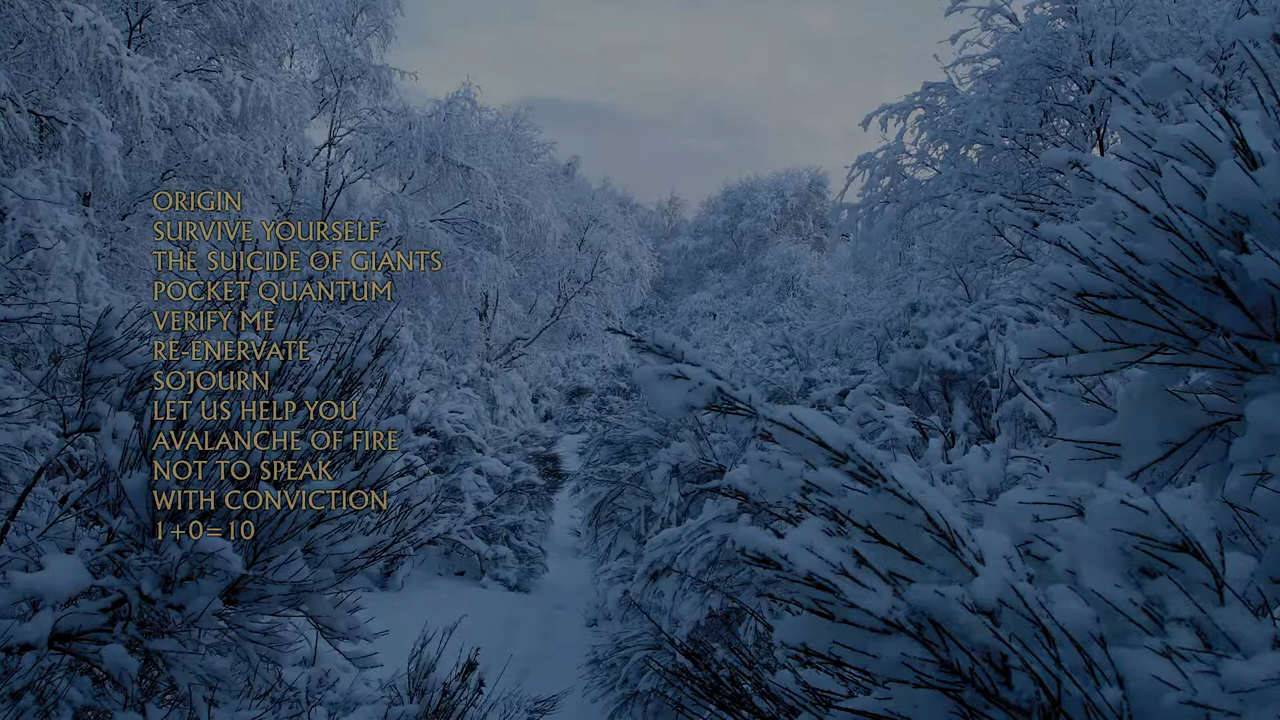 ORIGIN
SURVIVE YOURSELF
THE SUICIDE OF GIANTS
POCKET QUANTUM
VERIFY ME
RE-ENERVATE
SOJOURN
LET US HELP YOU
AVALANCHE OF FIRE
NOT TO SPEAK
WITH CONVICTION
1+0=10